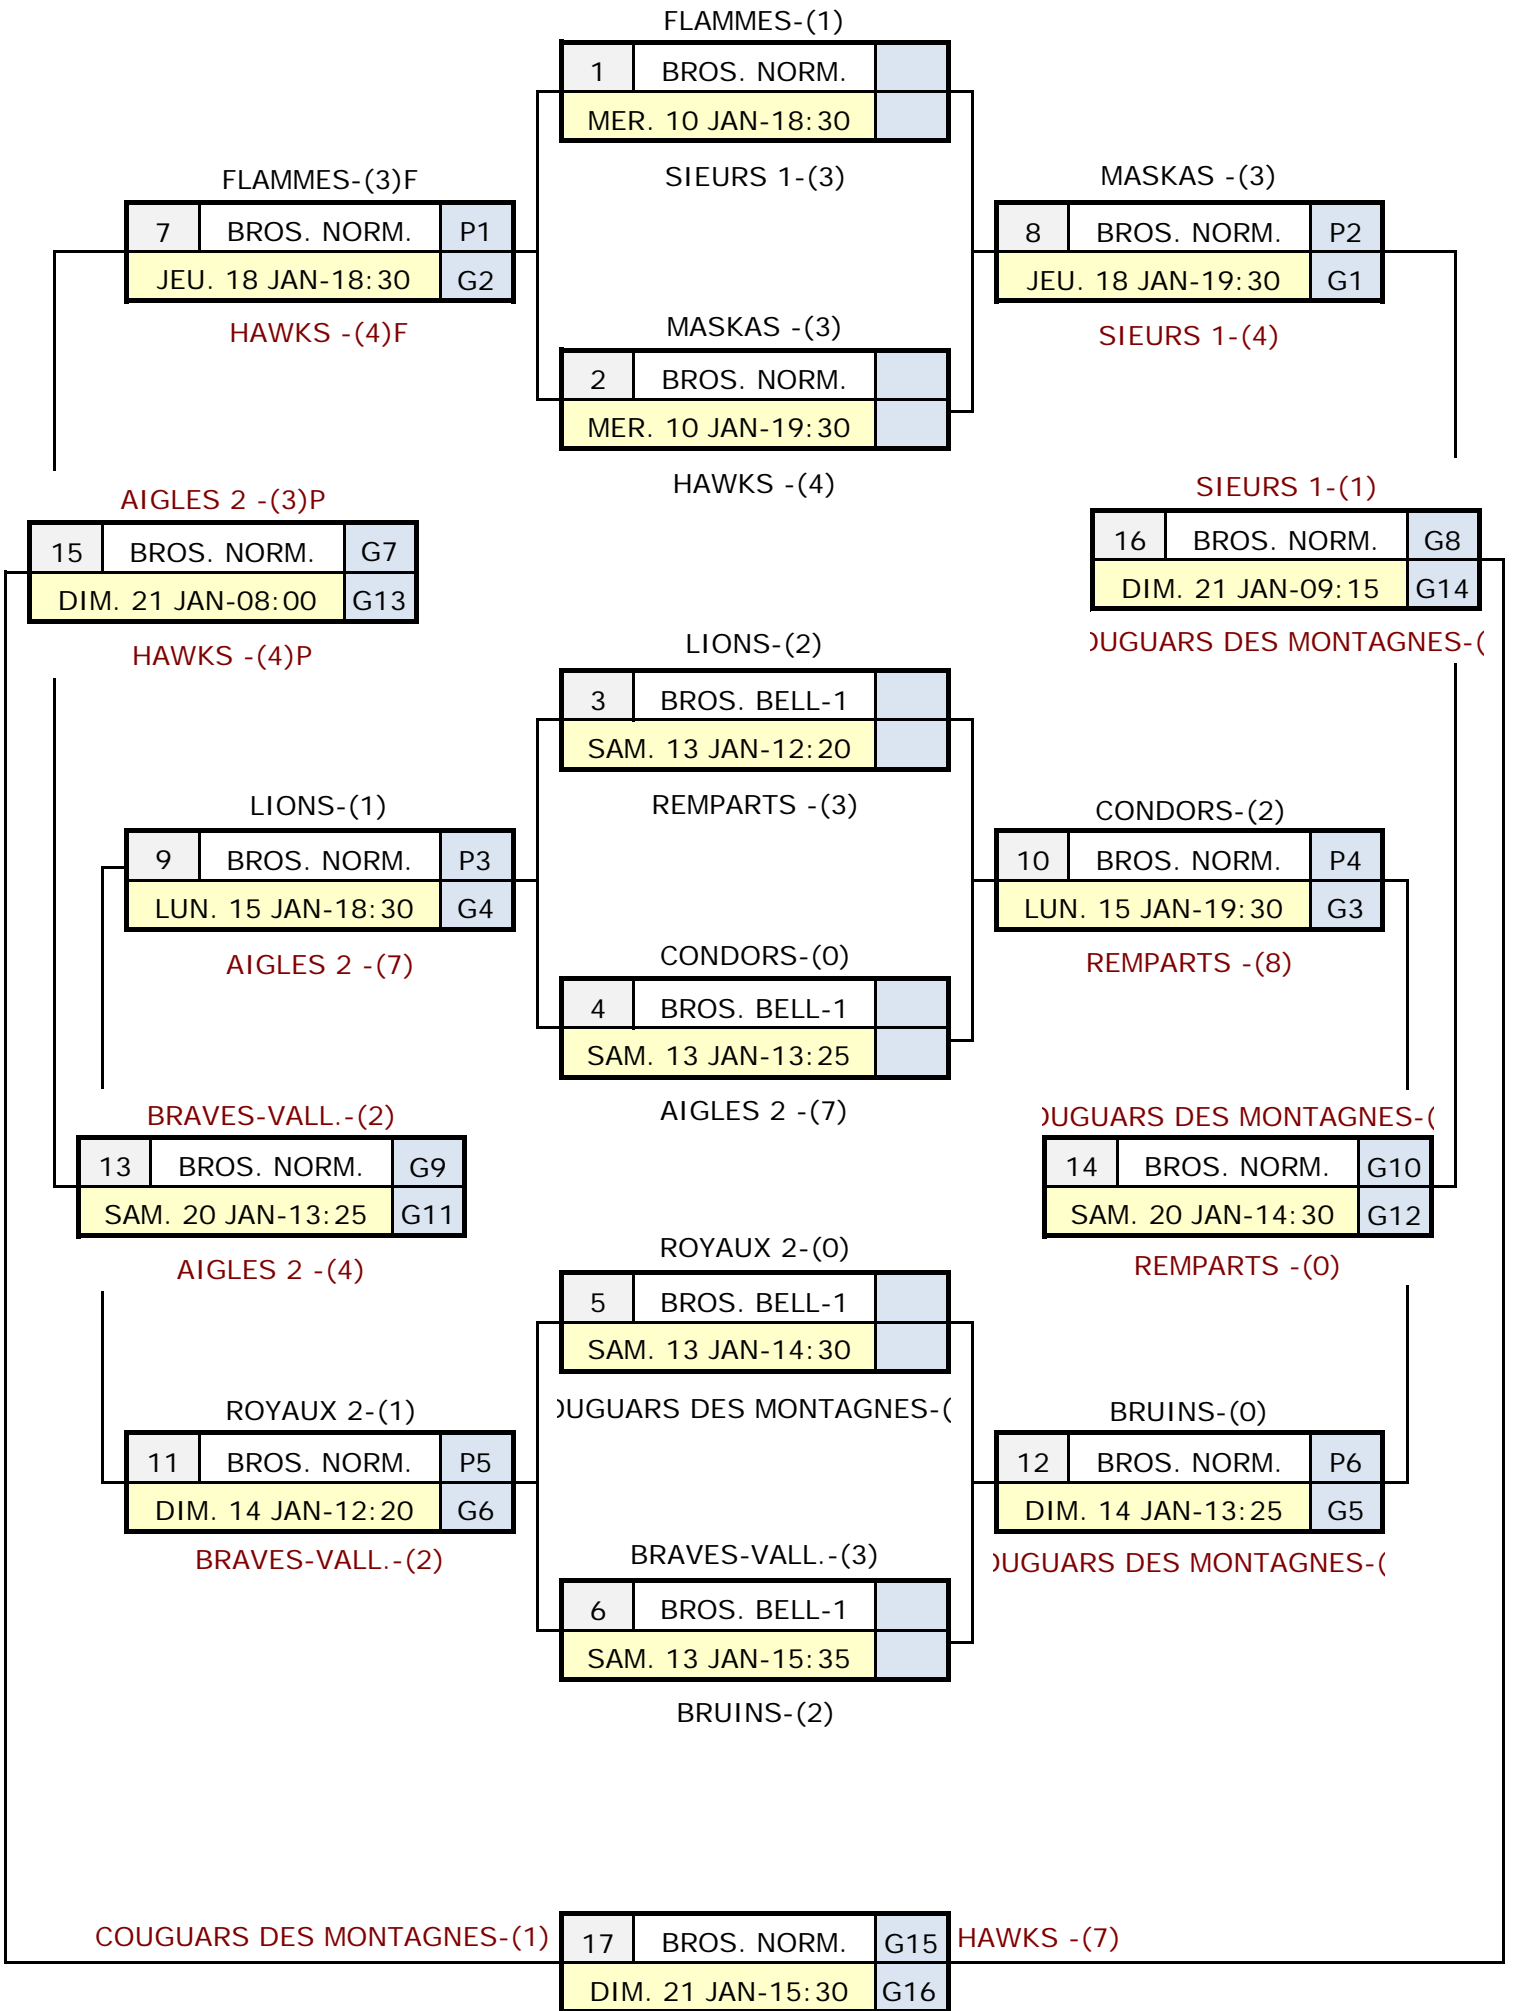 FLAMMES-(1)
1 BROS. NORM.
MER. 10 JAN-18:30
SIEURS 1-(3)
FLAMMES-(3)F
7 BROS. NORM. P1
JEU. 18 JAN-18:30 G2
HAWKS -(4)F
MASKAS -(3)
8 BROS. NORM. P2
JEU. 18 JAN-19:30 G1
SIEURS 1-(4)
MASKAS -(3)
2 BROS. NORM.
MER. 10 JAN-19:30
HAWKS -(4)
AIGLES 2 -(3)P
15 BROS. NORM. G7
DIM. 21 JAN-08:00 G13
HAWKS -(4)P
SIEURS 1-(1)
16 BROS. NORM. G8
DIM. 21 JAN-09:15 G14
OUGUARS DES MONTAGNES-(
LIONS-(2)
3 BROS. BELL-1
SAM. 13 JAN-12:20
REMPARTS -(3)
LIONS-(1)
9 BROS. NORM. P3
LUN. 15 JAN-18:30 G4
AIGLES 2 -(7)
CONDORS-(2)
10 BROS. NORM. P4
LUN. 15 JAN-19:30 G3
REMPARTS -(8)
CONDORS-(0)
4 BROS. BELL-1
SAM. 13 JAN-13:25
AIGLES 2 -(7)
BRAVES-VALL.-(2)
13 BROS. NORM. G9
SAM. 20 JAN-13:25 G11
AIGLES 2 -(4)
OUGUARS DES MONTAGNES-(
14 BROS. NORM. G10
SAM. 20 JAN-14:30 G12
REMPARTS -(0)
ROYAUX 2-(0)
5 BROS. BELL-1
SAM. 13 JAN-14:30
OUGUARS DES MONTAGNES-(
ROYAUX 2-(1)
11 BROS. NORM. P5
DIM. 14 JAN-12:20 G6
BRAVES-VALL.-(2)
BRUINS-(0)
12 BROS. NORM. P6
DIM. 14 JAN-13:25 G5
OUGUARS DES MONTAGNES-(
BRAVES-VALL.-(3)
6 BROS. BELL-1
SAM. 13 JAN-15:35
BRUINS-(2)
COUGUARS DES MONTAGNES-(1) 17 BROS. NORM. G15 HAWKS -(7)
DIM. 21 JAN-15:30 G16